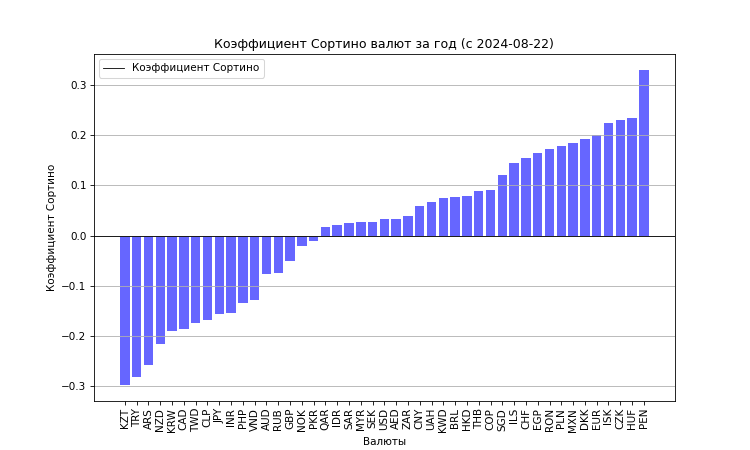 Коэффициент Сортино валют за год (с 2024-08-22)
Коэффициент Сортино
Коэффициент Сортино
0.3
0.2
0.1
0.0
−0.1
−0.2
−0.3
KZT TRY ARS NZD KRW CAD TWD CLP JPY INR PHP VND AUD RUB GBP NOK PKR QAR IDR SAR MYR SEK USD AED ZAR CNY UAH KWD BRL HKD THB COP SGD ILS CHF EGP RON PLN MXN DKK EUR ISK CZK HUF PEN
Валюты